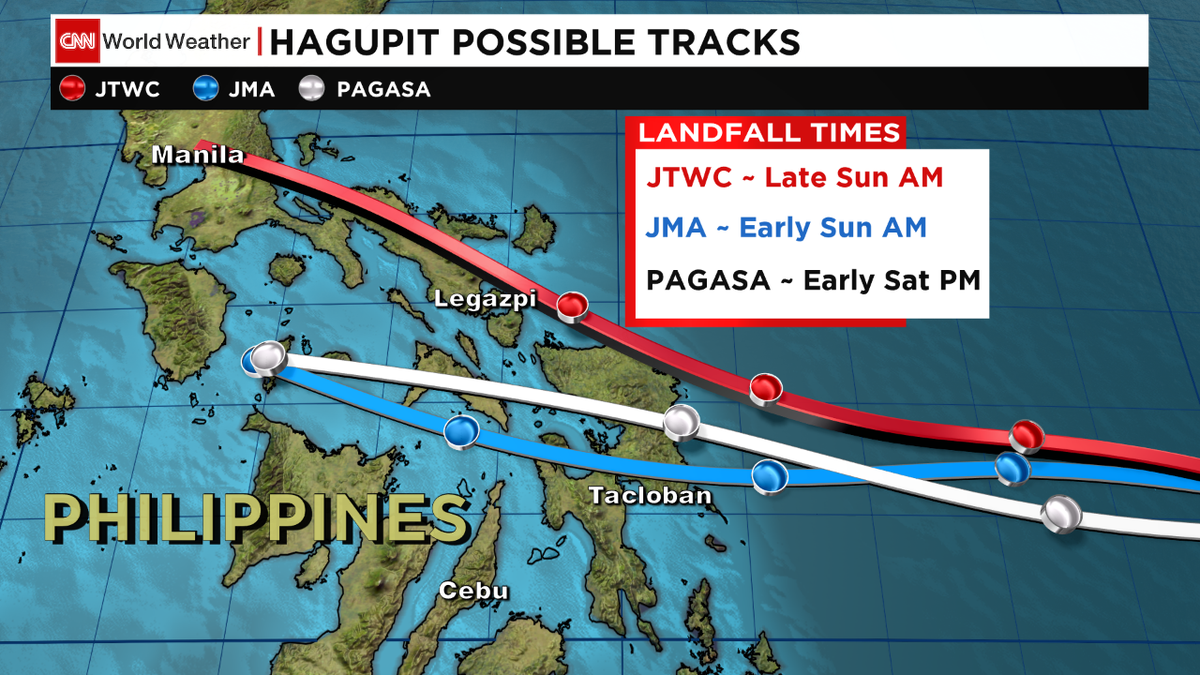 CNN World Weather | HAGUPIT POSSIBLE TRACKS
JTWC JMA PAGASA
LANDFALL TIMES
JTWC ~ Late Sun AM
JMA ~ Early Sun AM
PAGASA ~ Early Sat PM
Manila
Legazpi
Tacloban
PHILIPPINES
Cebu